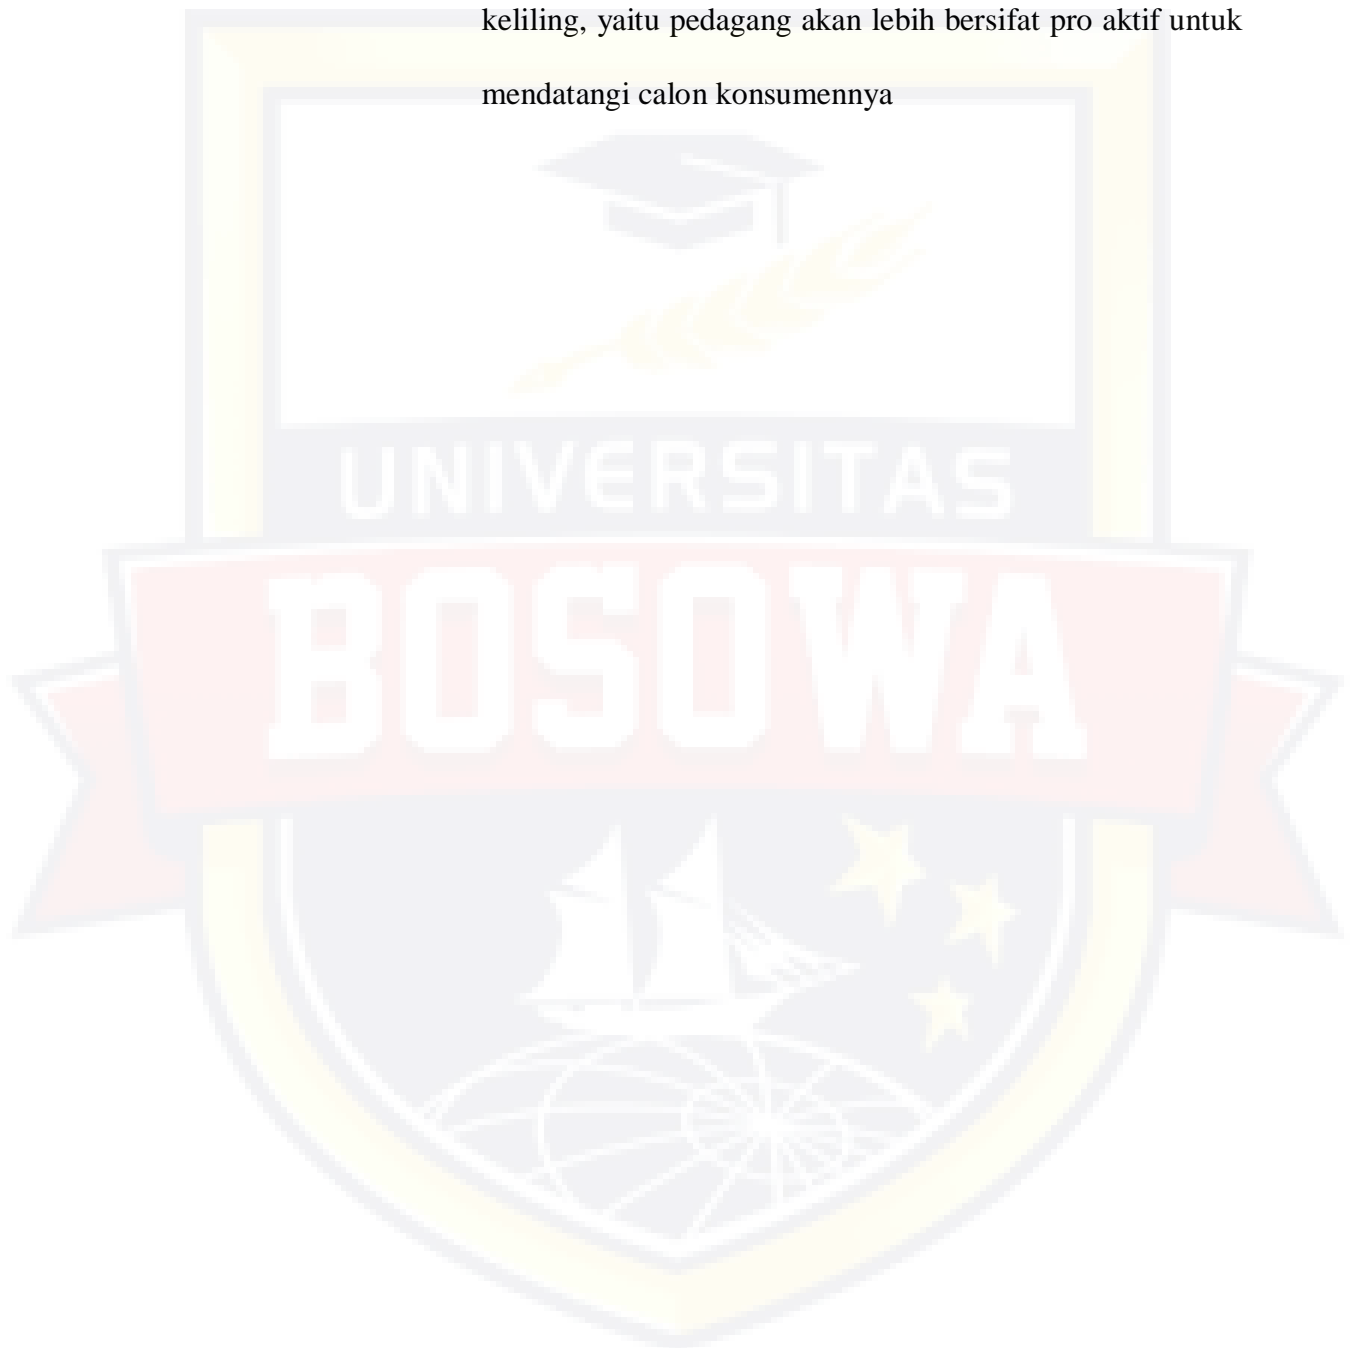 keliling, yaitu pedagang akan lebih bersifat pro aktif untuk
mendatangi calon konsumennya
UNIVERSITAS
BOSOWA